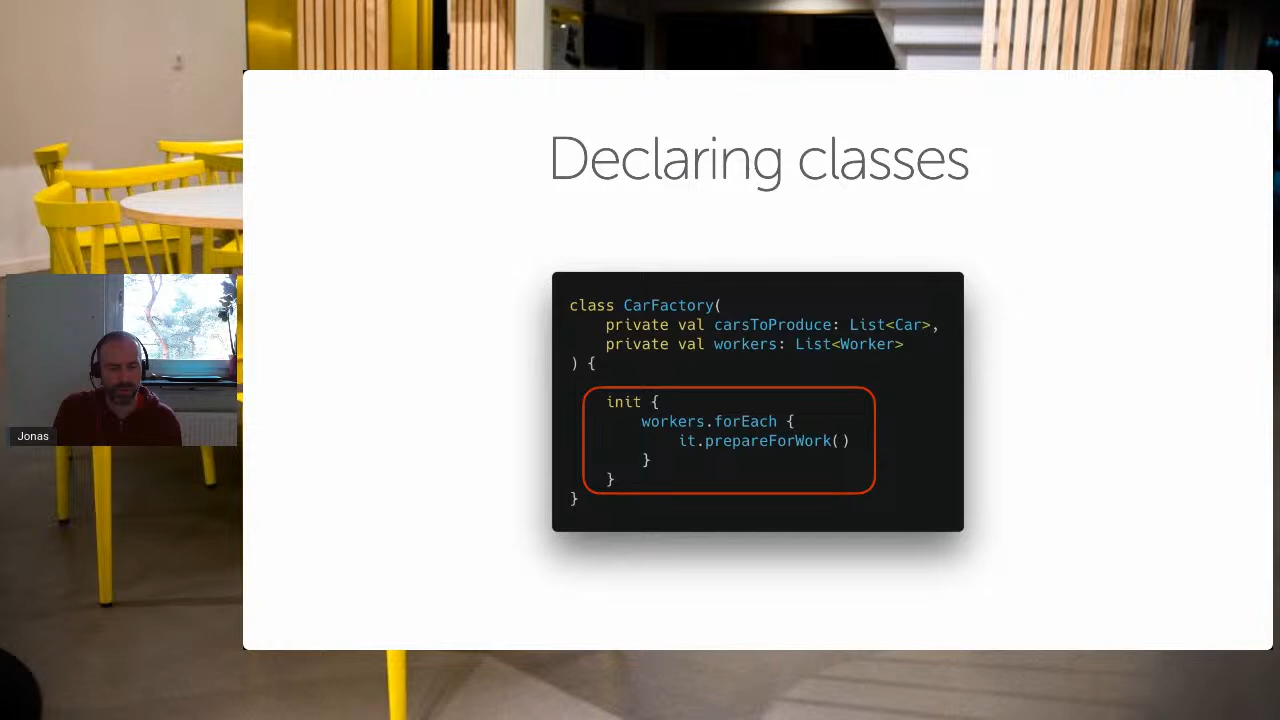 Declaring classes
class CarFactory(
    private val carsToProduce: List<Car>,
    private val workers: List<Worker>
) {
    init {
        workers.forEach {
            it.prepareForWork()
        }
    }
}
Jonas